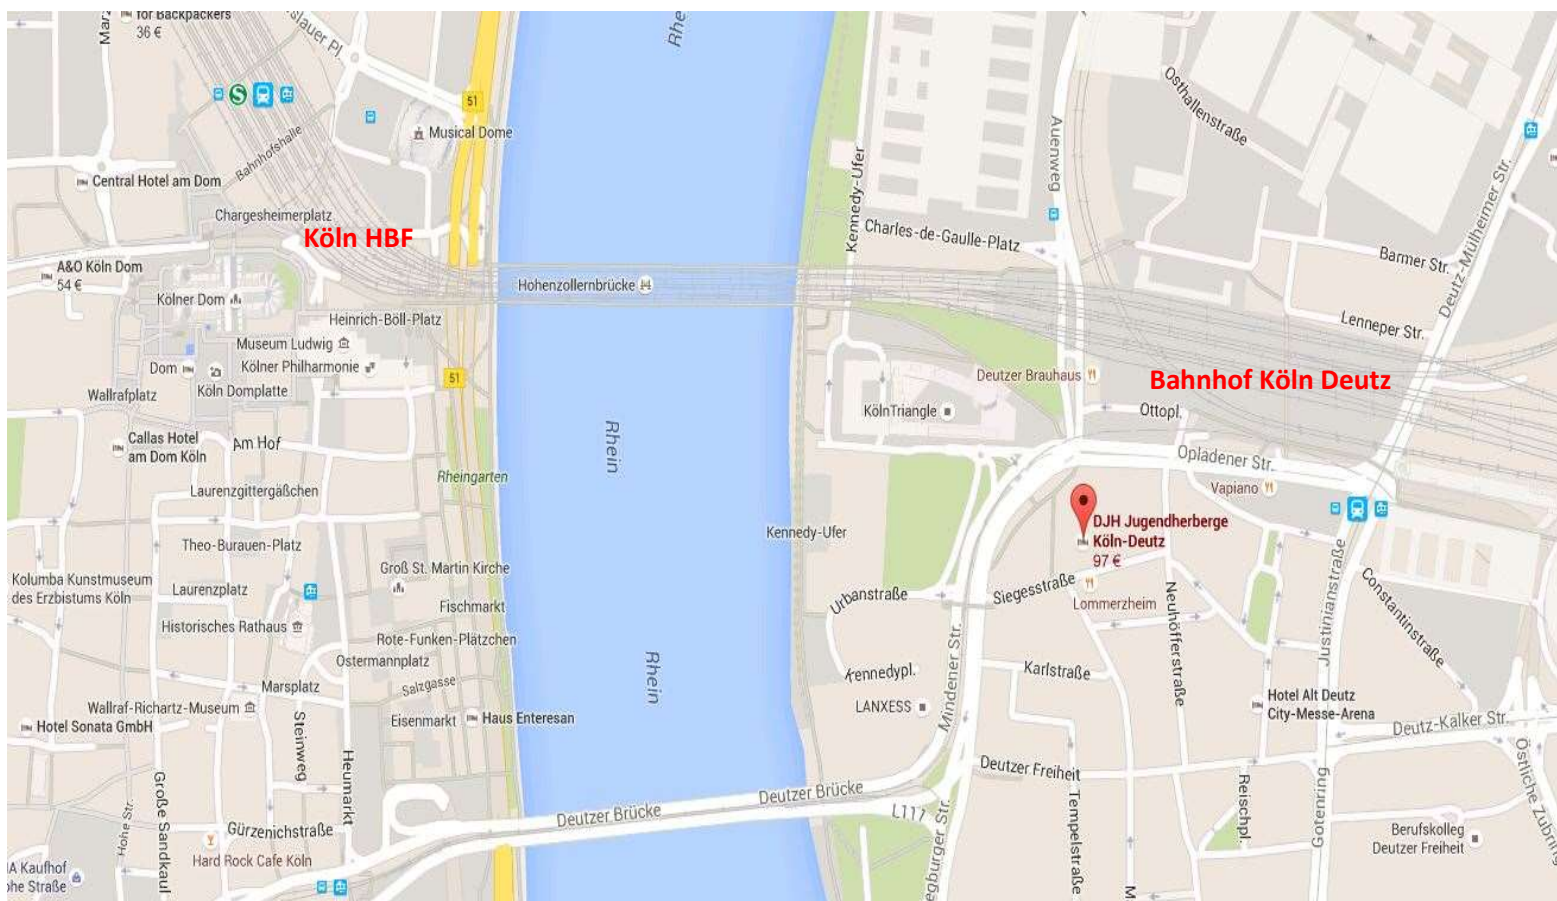 for Backpackers
36 €
51
Musical Dome
Bahnhofshalle
Central Hotel am Dom
Chargesheimerplatz
Köln HBF
A&O Köln Dom
54 €
Kölner Dom
Heinrich-Böll-Platz
Museum Ludwig
Kölner Philharmonie
Dom
Köln Domplatte
Wallrafplatz
51
Callas Hotel
am Dom Köln
Am Hof
Rheingarten
Laurenzgittergäßchen
Theo-Burauen-Platz
Kolumba Kunstmuseum
des Erzbistums Köln
Laurenzplatz
Groß St. Martin Kirche
Fischmarkt
Historisches Rathaus
Rote-Funken-Plätzchen
Ostermannplatz
Salzgasse
Marsplatz
Wallraf-Richartz-Museum
Hotel Sonata GmbH
Steinweg
Eisenmarkt
Haus Enteresan
Heumarkt
Große Sandkaul
Hohe Str.
Gürzenichstraße
Hard Rock Cafe Köln
Kaufhof
Straße
Rhein
Hohenzollernbrücke
Rhein
Rhein
Deutzer Brücke
Deutzer Brücke
Kennedy-Ufer
Auenweg
Osthallenstraße
Charles-de-Gaulle-Platz
Barmer Str.
Deutz-Mülheimer Str.
Lenneper Str.
Deutzer Brauhaus
Bahnhof Köln Deutz
KölnTriangle
Ottopl.
Opladener Str.
Vapiano
Kennedy-Ufer
DJH Jugendherberge
Köln-Deutz
97 €
Urbanstraße
Siegesstraße
Lommerzheim
Neuhöfferstraße
Justinianstraße
Constantinstraße
Kennedypl.
Karlstraße
Mindener Str.
LANXESS
Hotel Alt Deutz
City-Messe-Arena
Deutz-Kalker Str.
Deutzer Freiheit
L111
Tempelstraße
Reischpl.
Gotenring
Berufskolleg
Deutzer Freiheit